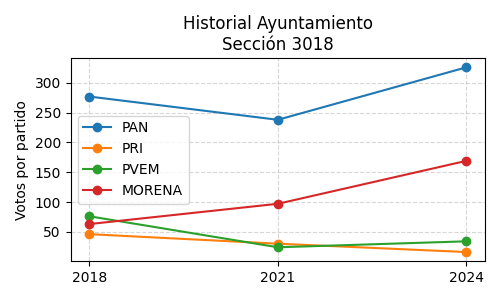 Historial Ayuntamiento
Sección 3018
Votos por partido
300
250
200
150
100
50
PAN
PRI
PVEM
MORENA
2018 2021 2024